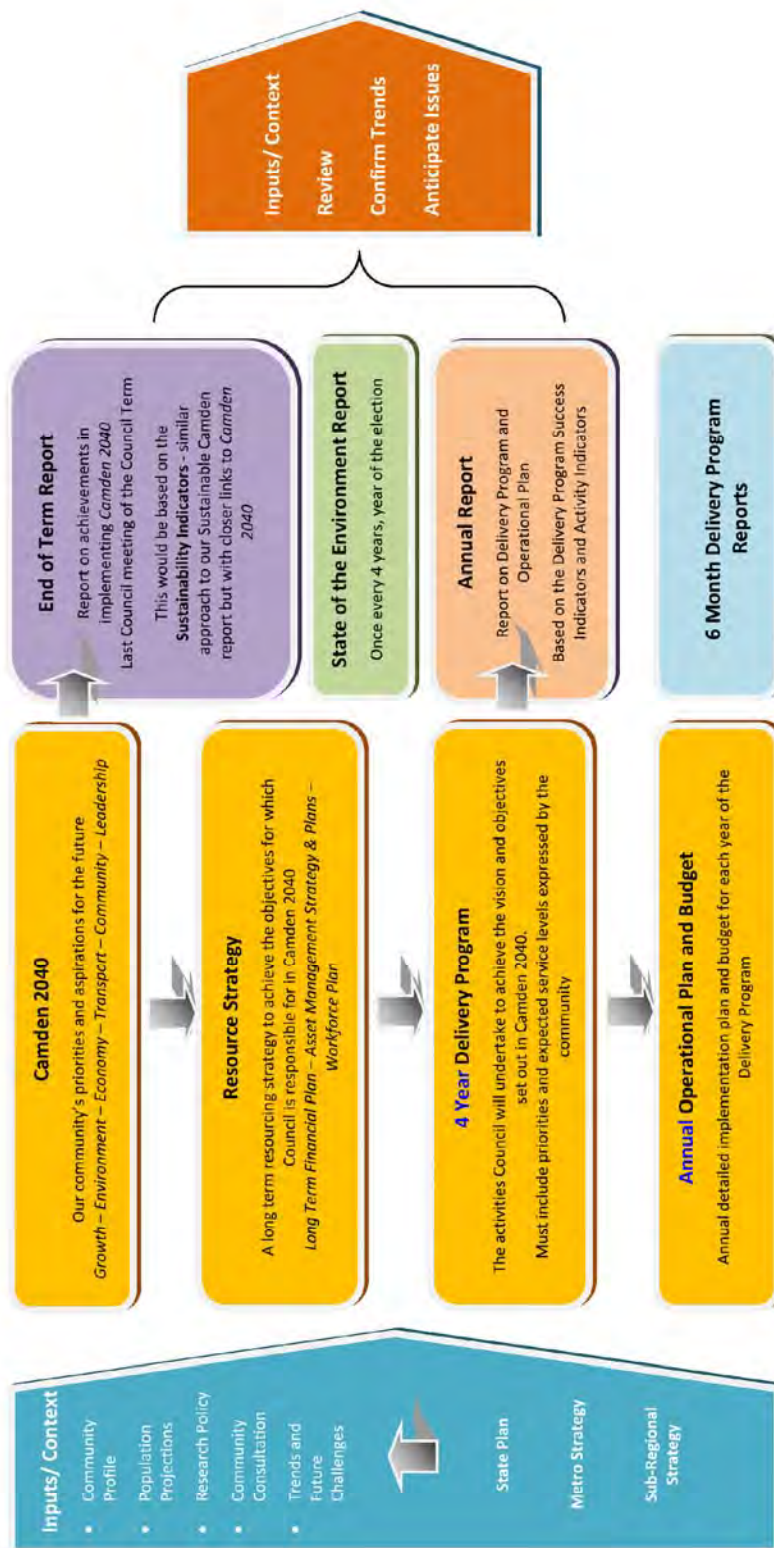 Inputs/ Context
• Community
Profile
• Population
Projections
• Research Policy
• Community
Consultation
• Trends and
Future
Challenges
State Plan
Metro Strategy
Sub-Regional
Strategy
Camden 2040
Our community's priorities and aspirations for the future
Growth – Environment – Economy – Transport – Community – Leadership
Resource Strategy
A long term resourcing strategy to achieve the objectives for which
Council is responsible for in Camden 2040
Long Term Financial Plan – Asset Management Strategy & Plans –
Workforce Plan
4 Year Delivery Program
The activities Council will undertake to achieve the vision and objectives
set out in Camden 2040.
Must include priorities and expected service levels expressed by the
community
Annual Operational Plan and Budget
Annual detailed implementation plan and budget for each year of the
Delivery Program
End of Term Report
Report on achievements in
implementing Camden 2040
Last Council meeting of the Council Term
This would be based on the
Sustainability Indicators - similar
approach to our Sustainable Camden
report but with closer links to Camden
2040
State of the Environment Report
Once every 4 years, year of the election
Annual Report
Report on Delivery Program and
Operational Plan
Based on the Delivery Program Success
Indicators and Activity Indicators
6 Month Delivery Program
Reports
Inputs/ Context
Review
Confirm Trends
Anticipate Issues